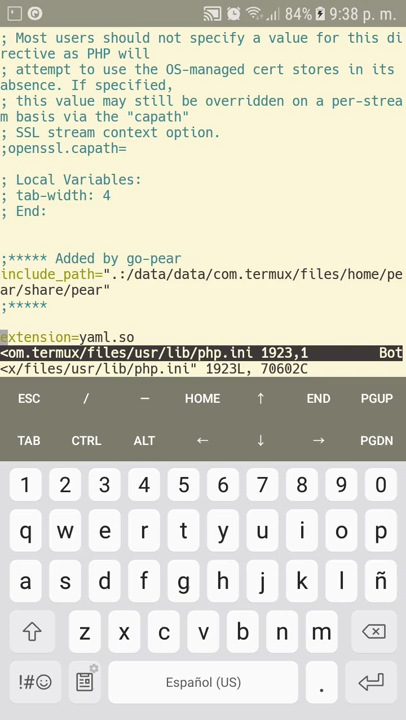 84% 9:38 p. m.
; Most users should not specify a value for this di
rective as PHP will
; attempt to use the OS-managed cert stores in its
absence. If specified,
; this value may still be overridden on a per-strea
m basis via the "capath"
; SSL stream context option.
;openssl.capath=
; Local Variables:
; tab-width: 4
; End:
;***** Added by go-pear
include_path=".:/data/data/com.termux/files/home/pe
ar/share/pear"
;*****
extension=yaml.so
<om.termux/files/usr/lib/php.ini 1923,1 Bot
<x/files/usr/lib/php.ini" 1923L, 70602C
ESC / — HOME ↑ END PGUP
TAB CTRL ALT ← ↓ → PGDN
1 2 3 4 5 6 7 8 9 0
q w e r t y u i o p
a s d f g h j k l ñ
z x c v b n m
!#☺ Español (US) .